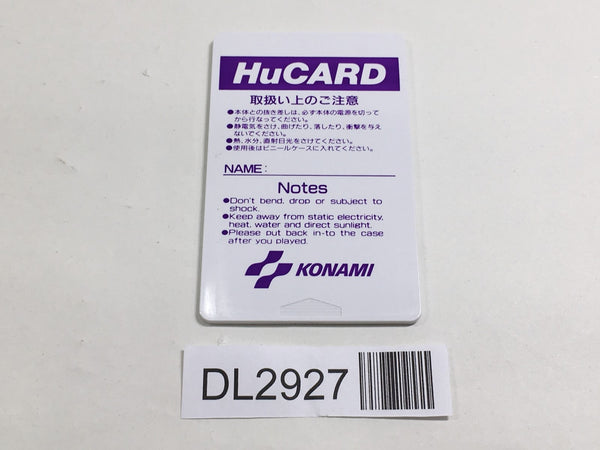 HuCARD
取扱い上のご注意
●本体との抜き差しは、必ず本体の電源を切って
から行なってください。
●静電気をさけ、曲げたり、落したり、衝撃を与え
ないでください。
●熱、水分、直射日光をさけてください。
●使用後はビニールケースに入れてください。
NAME:
Notes
●Don't bend, drop or subject to
shock.
●Keep away from static electricity,
heat, water and direct sunlight.
●Please put back in-to the case
after you played.
KONAMI
DL2927